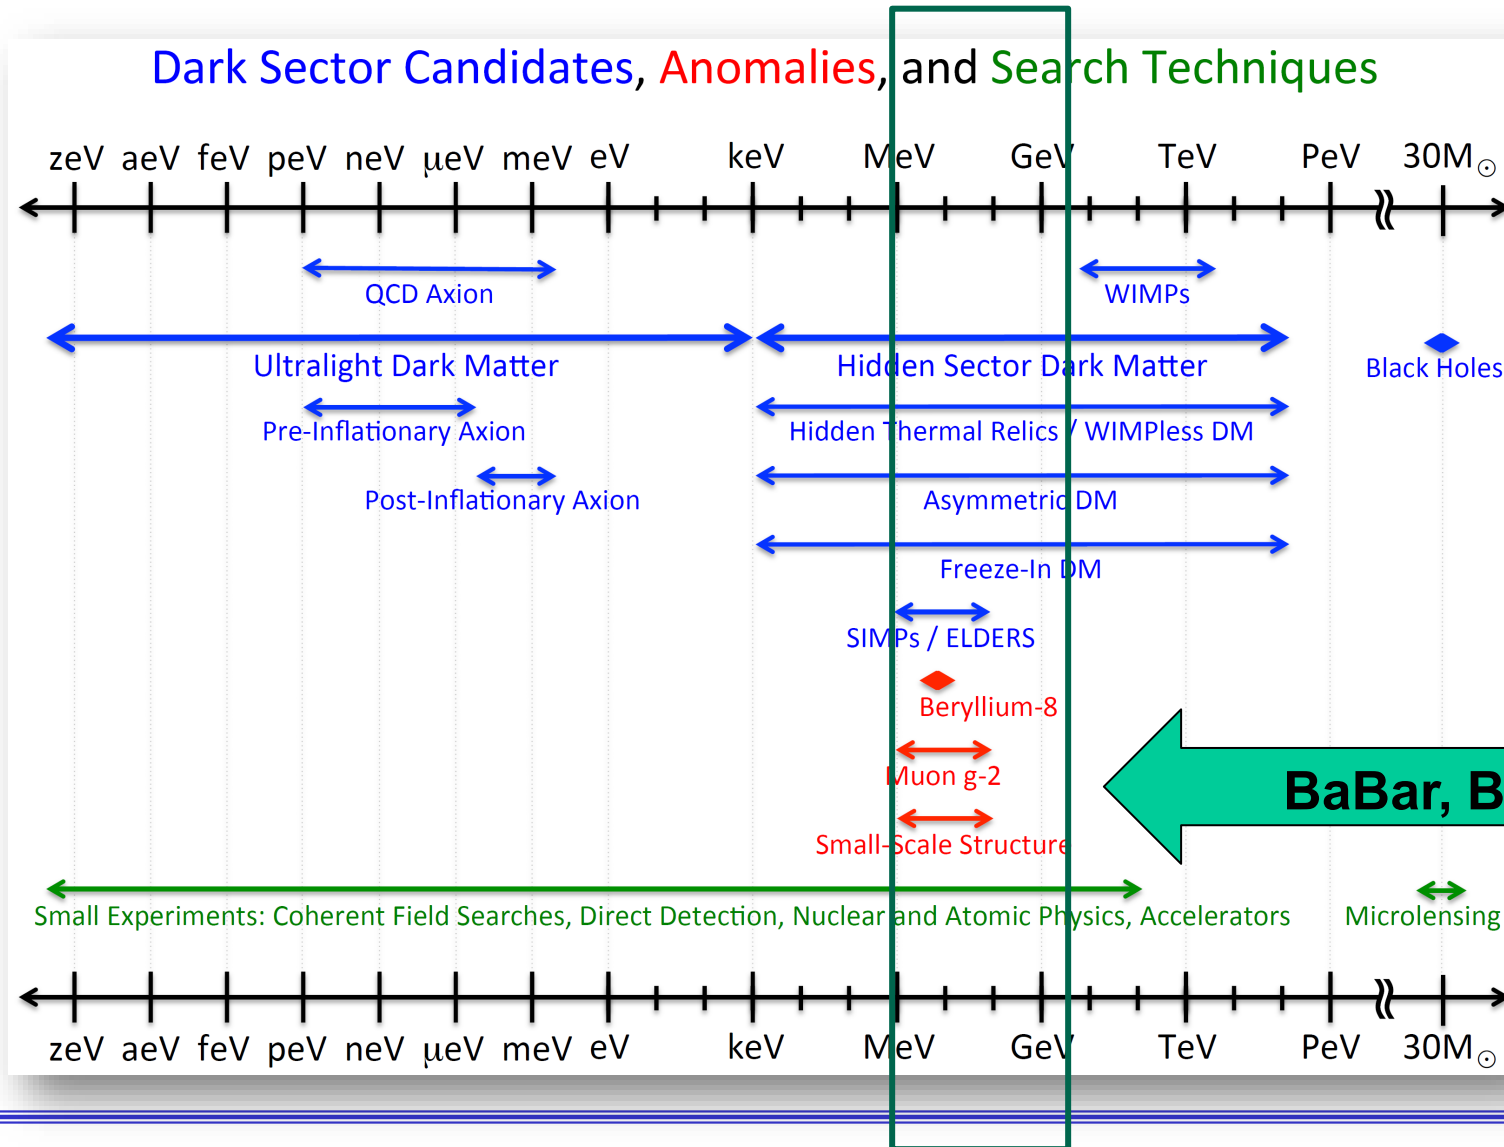 Dark Sector Candidates, Anomalies, and Search Techniques
zeV aeV feV peV neV μeV meV eV keV MeV GeV TeV PeV 30M☉
QCD Axion WIMPs
Ultralight Dark Matter Hidden Sector Dark Matter Black Holes
Pre-Inflationary Axion Hidden Thermal Relics / WIMPless DM
Post-Inflationary Axion Asymmetric DM
Freeze-In DM
SIMPs / ELDERS
Beryllium-8
Muon g-2
BaBar, B
Small-Scale Structure
Small Experiments: Coherent Field Searches, Direct Detection, Nuclear and Atomic Physics, Accelerators Microlensing
zeV aeV feV peV neV μeV meV eV keV MeV GeV TeV PeV 30M☉